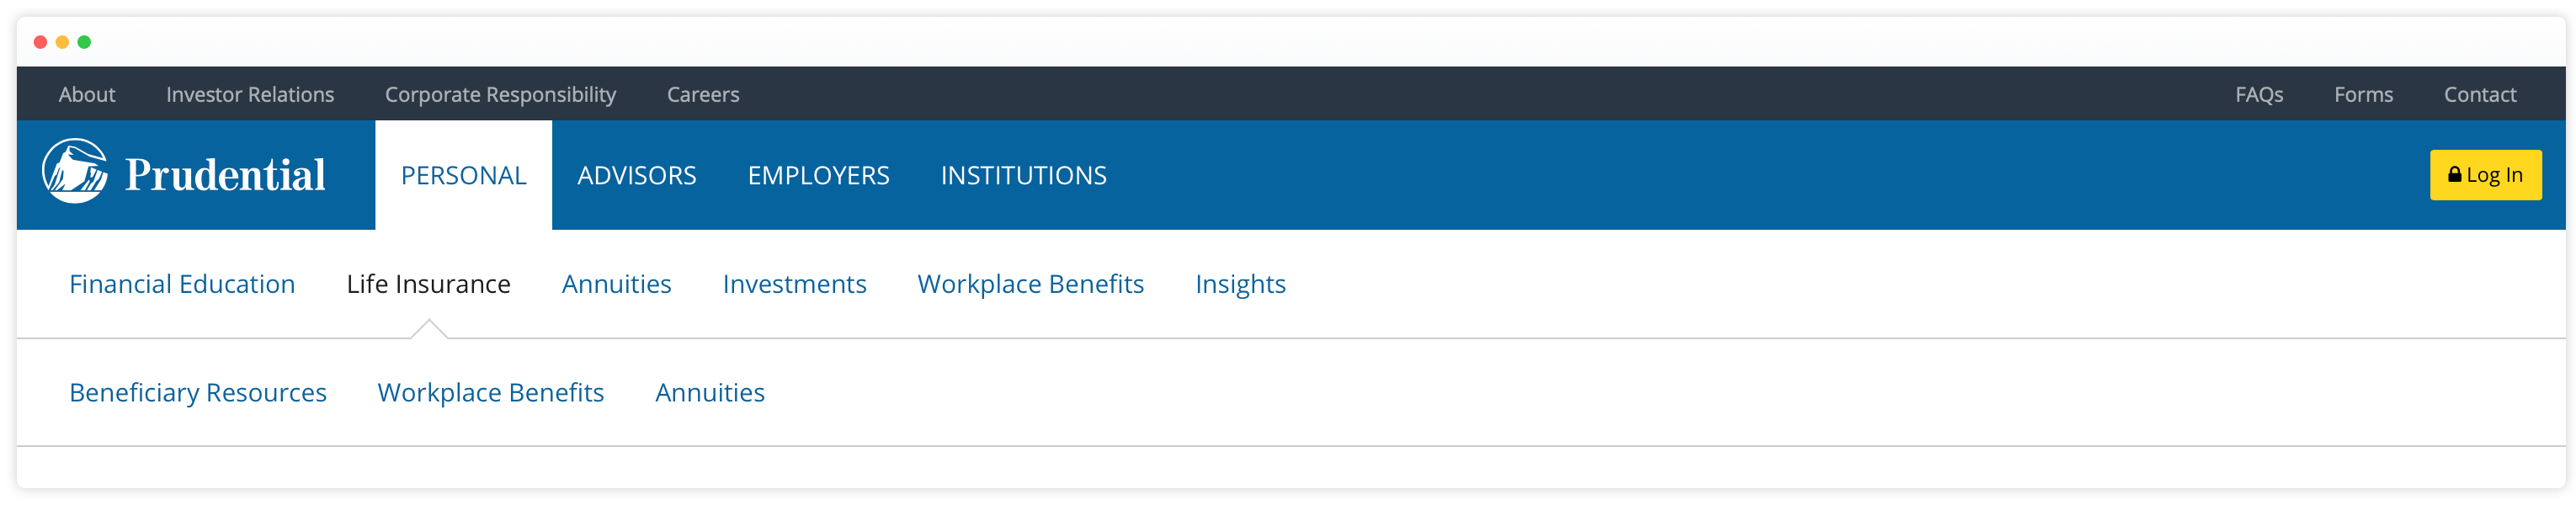 About Investor Relations Corporate Responsibility Careers FAQs Forms Contact
Prudential PERSONAL ADVISORS EMPLOYERS INSTITUTIONS Log In
Financial Education Life Insurance Annuities Investments Workplace Benefits Insights
Beneficiary Resources Workplace Benefits Annuities